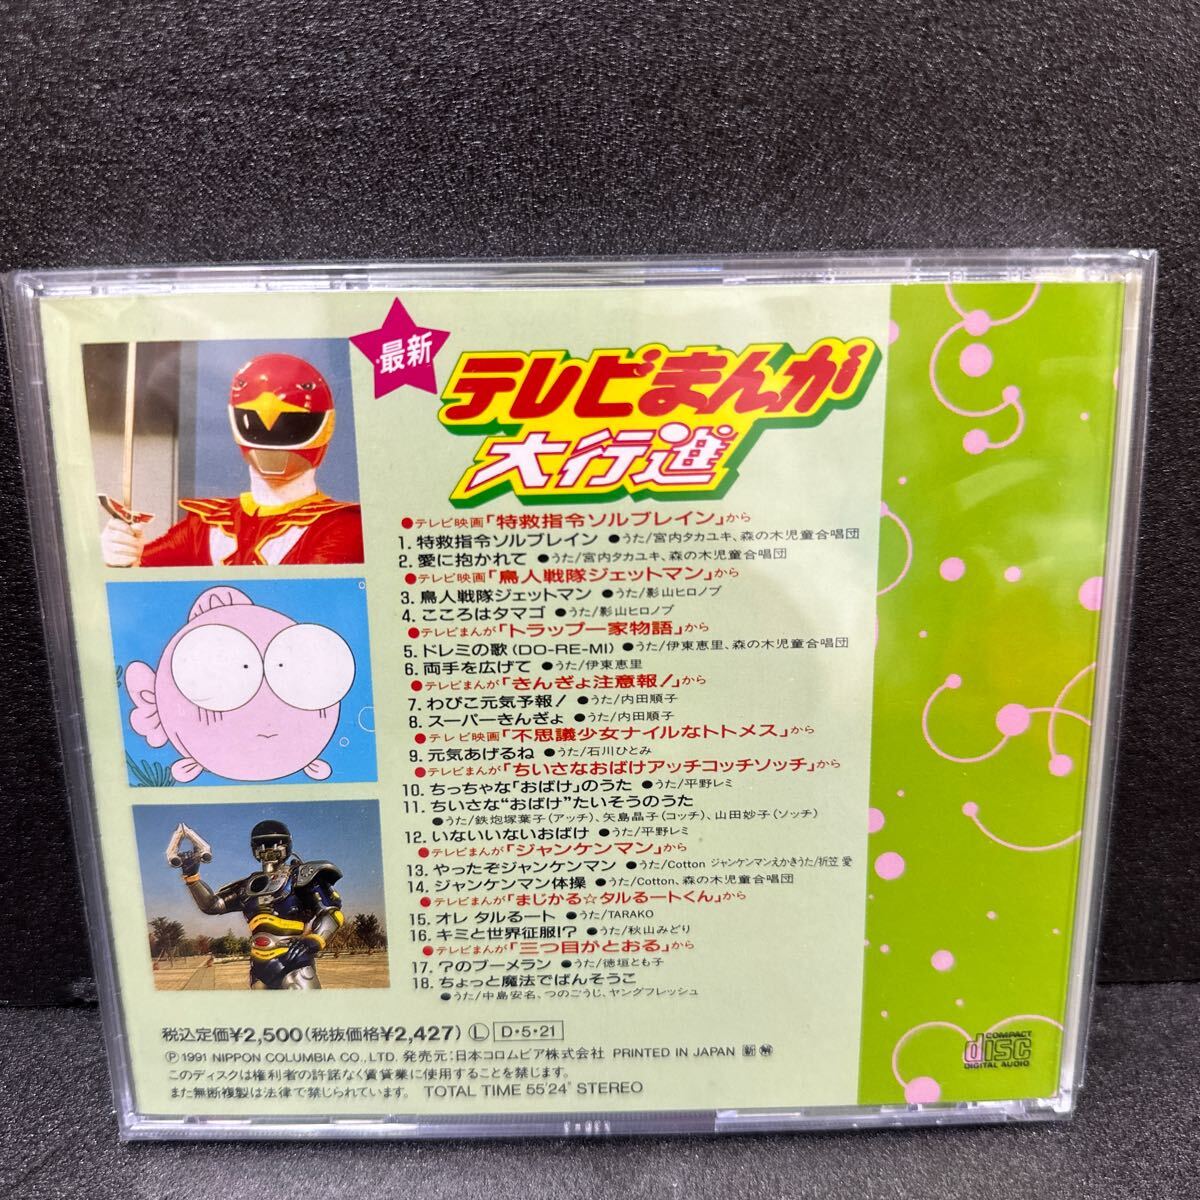 最新
テレビまんが
大行進
●テレビ映画「特救指令ソルブレイン」から
1. 特救指令ソルブレイン ●うた/宮内タカユキ、森の木児童合唱団
2. 愛に抱かれて ●うた/宮内タカユキ、森の木児童合唱団
●テレビ映画「鳥人戦隊ジェットマン」から
3. 鳥人戦隊ジェットマン ●うた/影山ヒロノブ
4. こころはタマゴ ●うた/影山ヒロノブ
●テレビまんが「トラップ一家物語」から
5. ドレミの歌(DO-RE-MI) ●うた/伊東恵里、森の木児童合唱団
6. 両手を広げて ●うた/伊東恵里
●テレビまんが「きんぎょ注意報!」から
7. わぴこ元気予報! ●うた/内田順子
8. スーパーきんぎょ ●うた/内田順子
●テレビ映画「不思議少女ナイルなトトメス」から
9. 元気あげるね ●うた/石川ひとみ
●テレビまんが「ちいさなおばけアッチコッチソッチ」から
10. ちっちゃな「おばけ」のうた ●うた/平野レミ
11. ちいさな“おばけ”たいそうのうた
●うた/鉄炮塚葉子(アッチ)、矢島晶子(コッチ)、山田妙子(ソッチ)
12. いないいないおばけ ●うた/平野レミ
●テレビまんが「ジャンケンマン」から
13. やったぞジャンケンマン ●うた/Cotton ジャンケンマンえかきうた/折笠 愛
14. ジャンケンマン体操 ●うた/Cotton、森の木児童合唱団
●テレビまんが「まじかる☆タルるートくん」から
15. オレ タルるート ●うた/TARAKO
16. キミと世界征服!? ●うた/秋山みどり
●テレビまんが「三つ目がとおる」から
17. ?のブーメラン ●うた/徳垣とも子
18. ちょっと魔法でばんそうこ
●うた/中島安名、つのごうじ、ヤングフレッシュ
税込定価¥2,500(税抜価格¥2,427) Ⓛ D・5・21
Ⓟ 1991 NIPPON COLUMBIA CO., LTD. 発売元:日本コロムビア株式会社 PRINTED IN JAPAN
このディスクは権利者の許諾なく賃貸業に使用することを禁じます。
また無断複製は法律で禁じられています。 TOTAL TIME 55'24" STEREO
COMPACT
disc
DIGITAL AUDIO